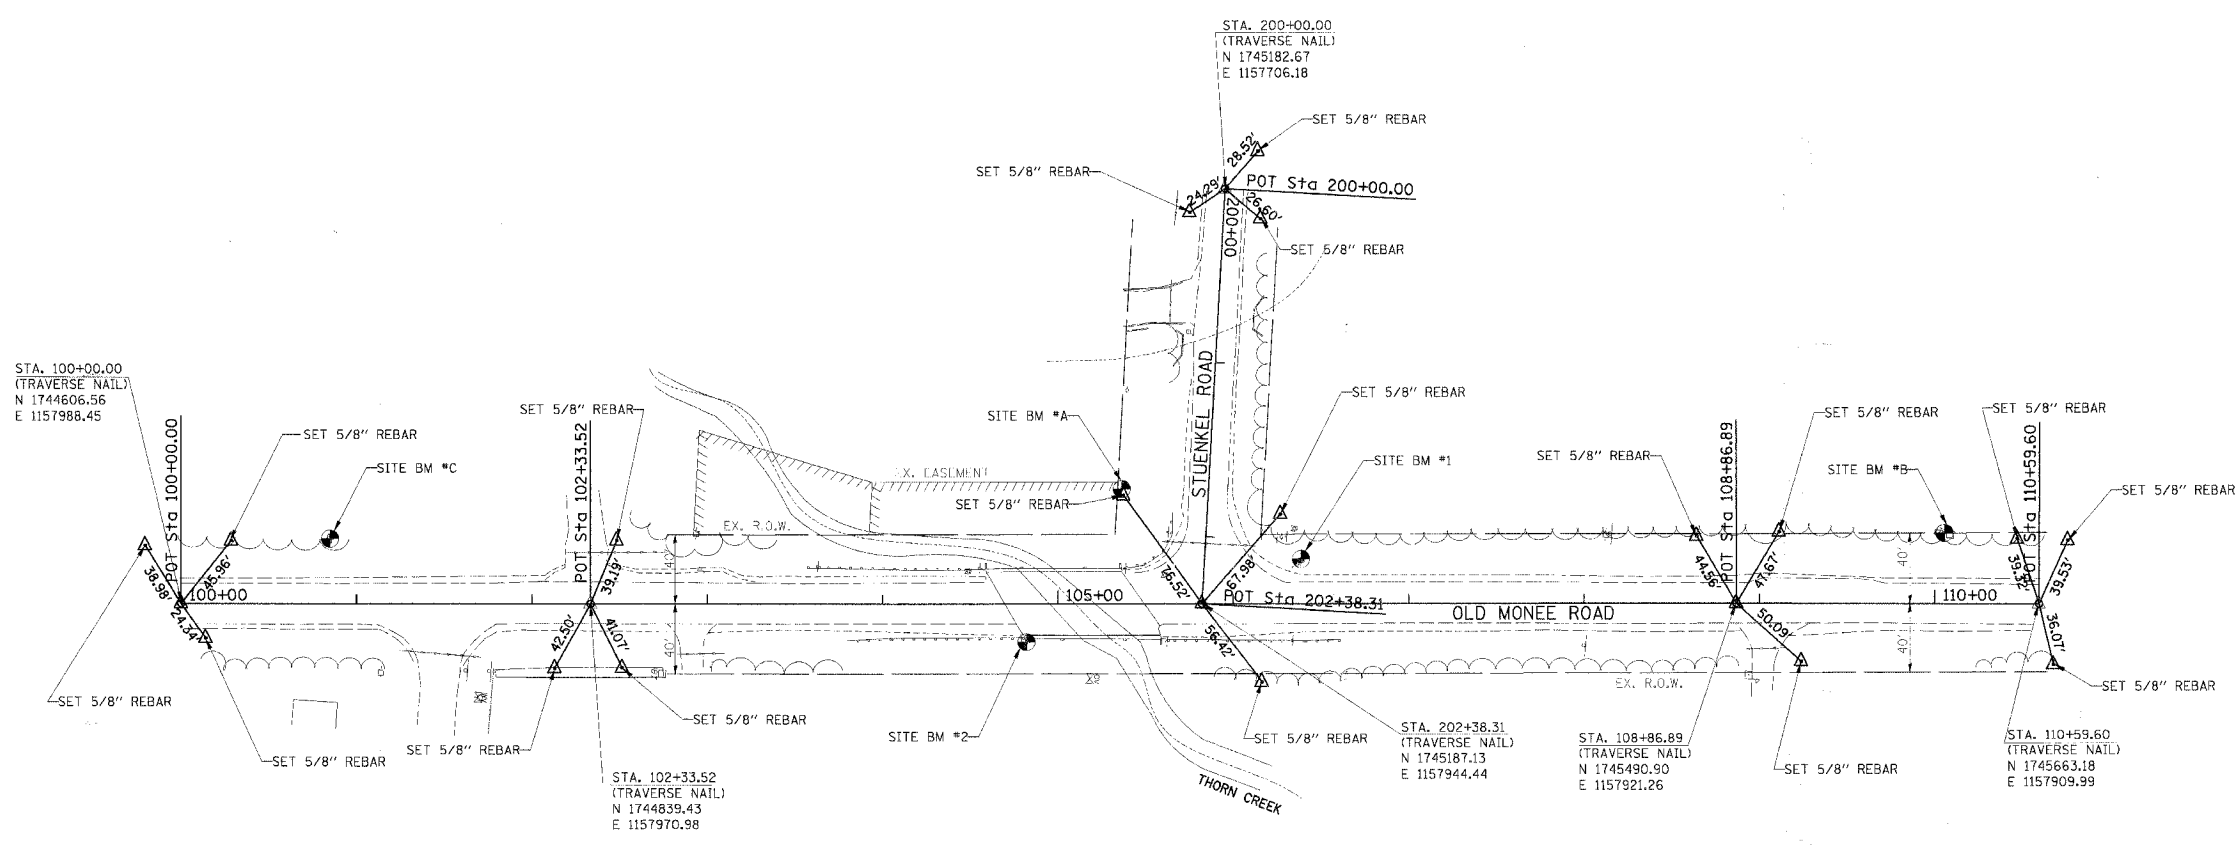 STA. 200+00.00
(TRAVERSE NAIL)
N 1745182.67
E 1157706.18
SET 5/8" REBAR
28.52'
SET 5/8" REBAR
24.29'
POT Sta 200+00.00
26.60'
200+00
SET 5/8" REBAR
STUENKEL ROAD
STA. 100+00.00
(TRAVERSE NAIL)
N 1744606.56
E 1157988.45
POT Sta 100+00.00
SET 5/8" REBAR
SITE BM #C
38.98'
45.96'
24.34'
100+00
SET 5/8" REBAR
SET 5/8" REBAR
SET 5/8" REBAR
POT Sta 102+33.52
39.19'
42.50'
41.07'
40'
40'
SET 5/8" REBAR
SET 5/8" REBAR
STA. 102+33.52
(TRAVERSE NAIL)
N 1744839.43
E 1157970.98
EX. EASEMENT
EX. R.O.W.
SITE BM #A
SET 5/8" REBAR
SET 5/8" REBAR
SITE BM #1
76.52'
67.98'
105+00
POT Sta 202+38.31
56.42'
SITE BM #2
SET 5/8" REBAR
THORN CREEK
STA. 202+38.31
(TRAVERSE NAIL)
N 1745187.13
E 1157944.44
OLD MONEE ROAD
SET 5/8" REBAR
POT Sta 108+86.89
SET 5/8" REBAR
44.56'
47.67'
50.09'
EX. R.O.W.
STA. 108+86.89
(TRAVERSE NAIL)
N 1745490.90
E 1157921.26
SET 5/8" REBAR
SITE BM #B
40'
110+00
40'
SET 5/8" REBAR
POT Sta 110+59.60
SET 5/8" REBAR
39.32'
39.53'
36.07'
SET 5/8" REBAR
STA. 110+59.60
(TRAVERSE NAIL)
N 1745663.18
E 1157909.99